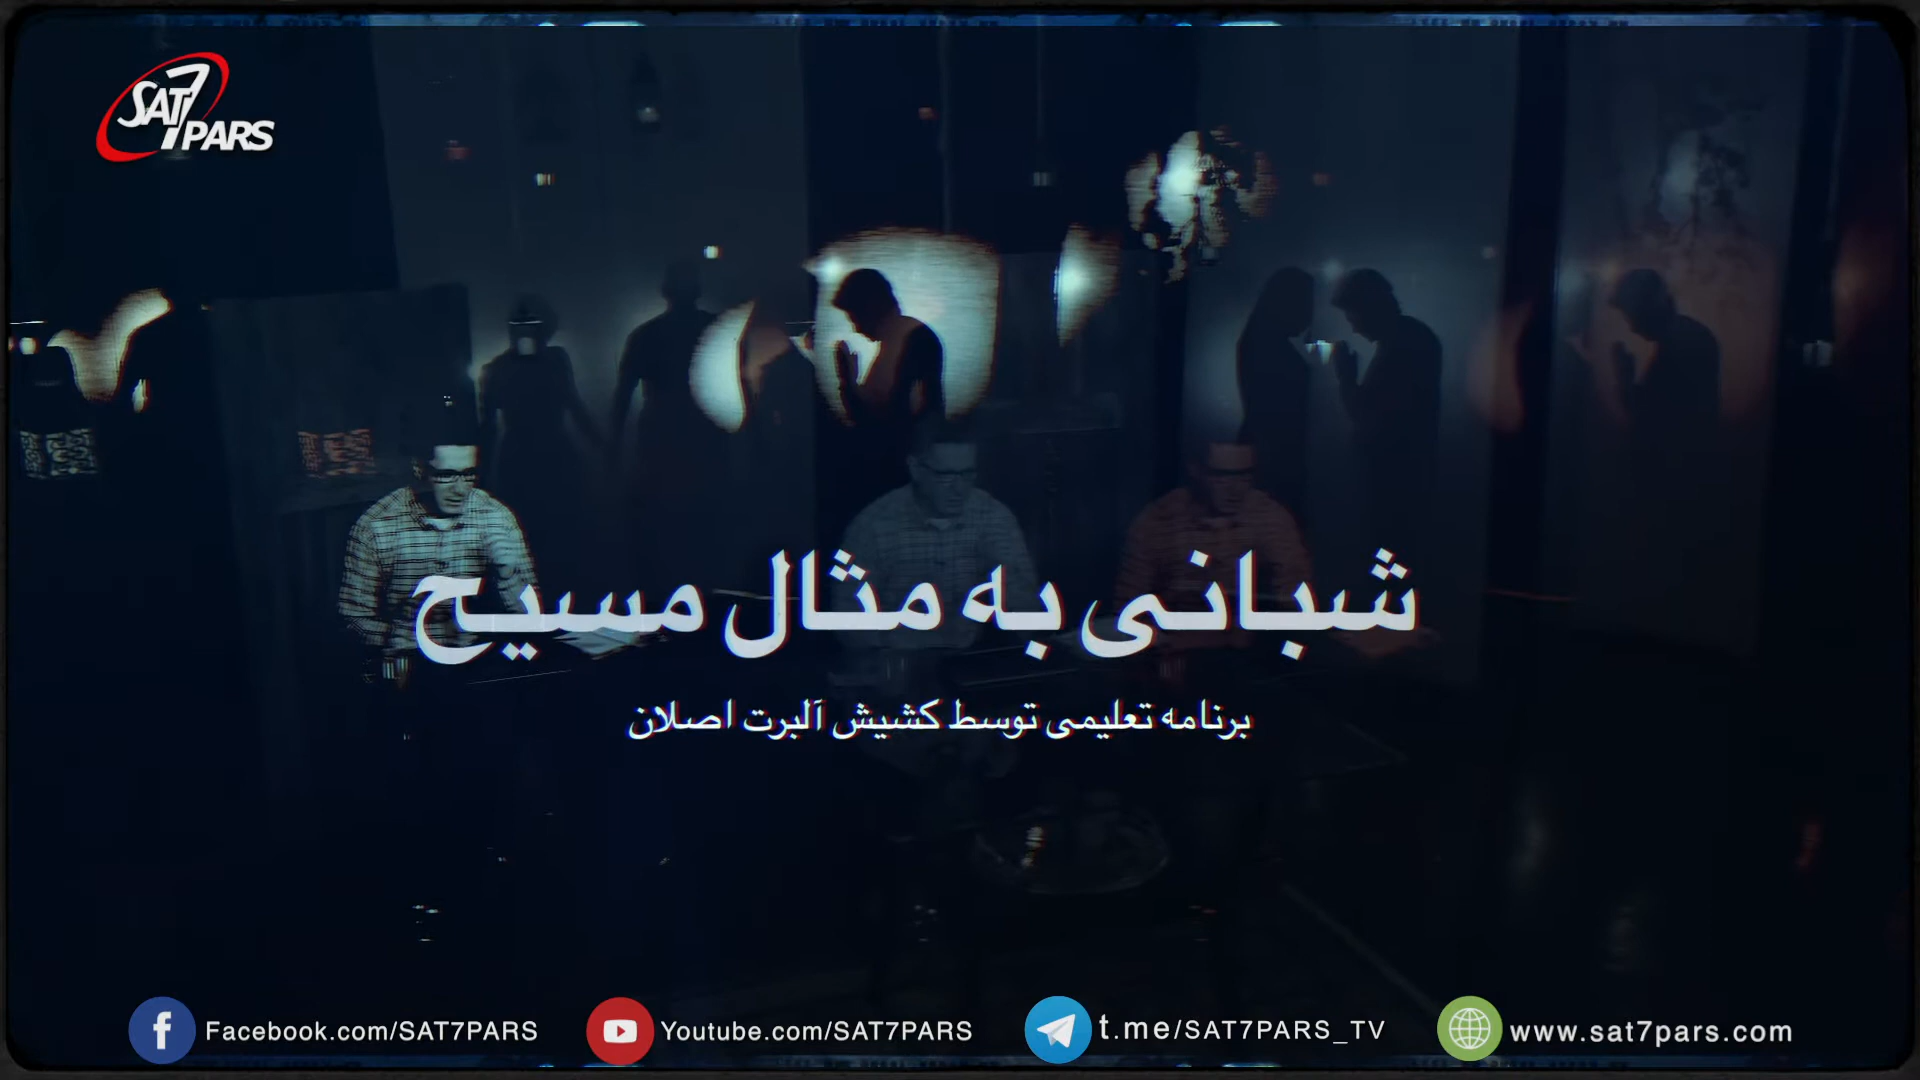 SAT7 PARS
شبانی به مثال مسیح
برنامه تعلیمی توسط کشیش آلبرت اصلان
Facebook.com/SAT7PARS
Youtube.com/SAT7PARS
t.me/SAT7PARS_TV
www.sat7pars.com